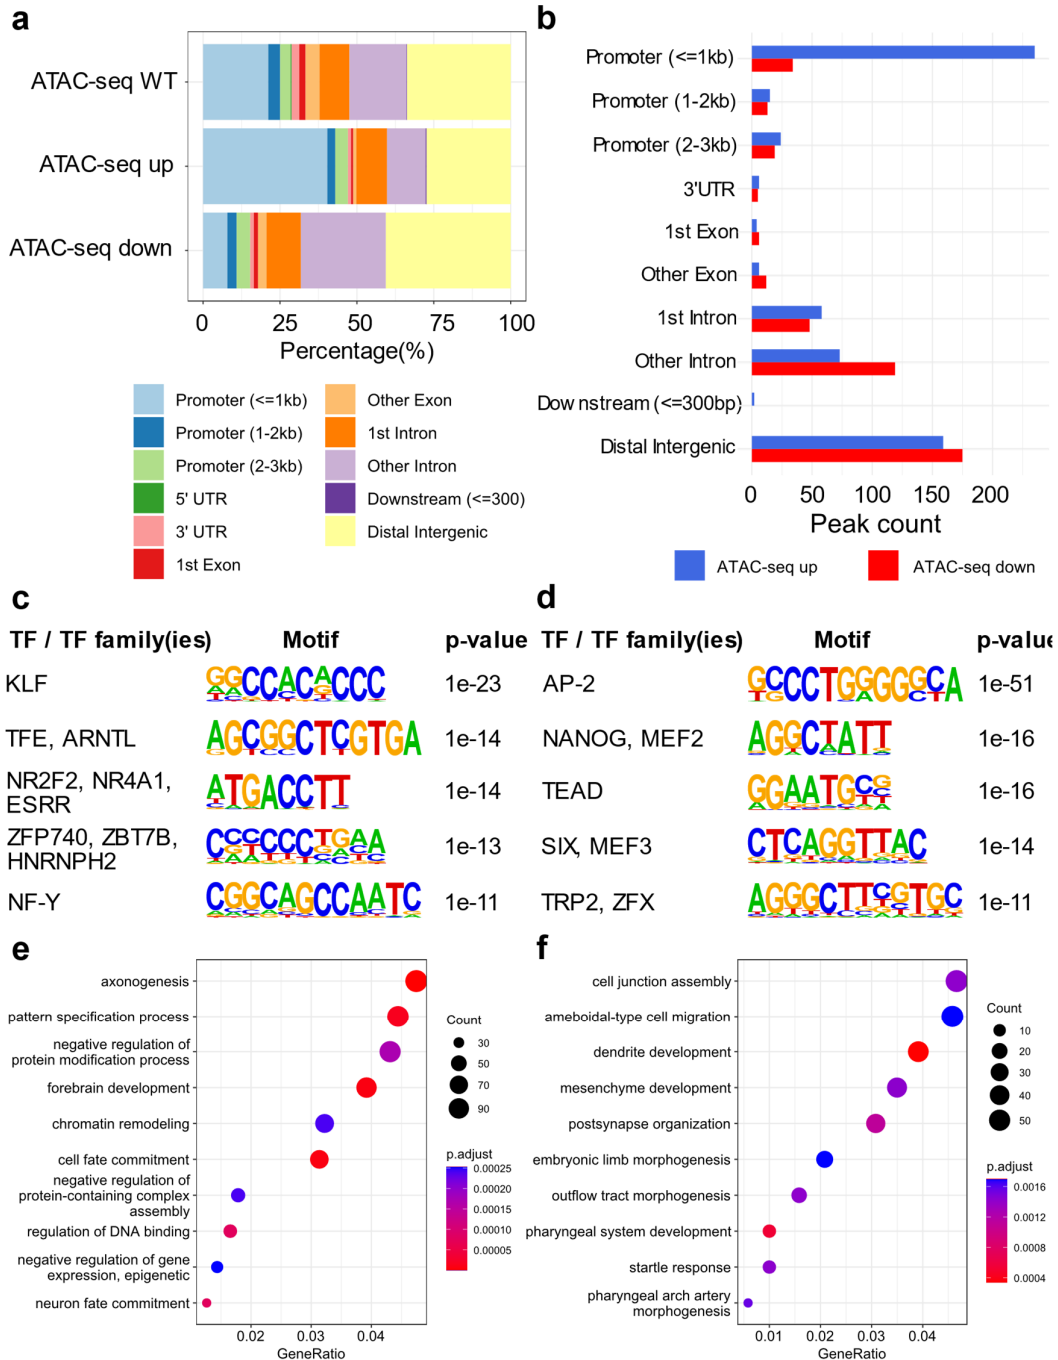 a
ATAC-seq WT
ATAC-seq up
ATAC-seq down
0 25 50 75 100
Percentage(%)
Promoter (<=1kb)
Promoter (1-2kb)
Promoter (2-3kb)
5' UTR
3' UTR
1st Exon
Other Exon
1st Intron
Other Intron
Downstream (<=300)
Distal Intergenic
b
Promoter (<=1kb)
Promoter (1-2kb)
Promoter (2-3kb)
3'UTR
1st Exon
Other Exon
1st Intron
Other Intron
Downstream (<=300bp)
Distal Intergenic
0 50 100 150 200
Peak count
ATAC-seq up
ATAC-seq down
c
TF / TF family(ies) Motif p-value
KLF GGCCACACCC 1e-23
TFE, ARNTL AGCGGCTCGTGA 1e-14
NR2F2, NR4A1,
ESRR ATGACCTT 1e-14
ZFP740, ZBT7B,
HNRNPH2 CCCTCCCTGAA 1e-13
NF-Y CGGCAGCCAATC 1e-11
d
TF / TF family(ies) Motif p-value
AP-2 GCCCTGGGGGCTA 1e-51
NANOG, MEF2 AGGCTATT 1e-16
TEAD GGAATGCG 1e-16
SIX, MEF3 CTCAGGTTAC 1e-14
TRP2, ZFX AGGGCTTCGTGC 1e-11
e
axonogenesis
pattern specification process
negative regulation of
protein modification process
forebrain development
chromatin remodeling
cell fate commitment
negative regulation of
protein-containing complex
assembly
regulation of DNA binding
negative regulation of gene
expression, epigenetic
neuron fate commitment
0.02 0.03 0.04
GeneRatio
Count
30
50
70
90
p.adjust
0.00025
0.00020
0.00015
0.00010
0.00005
f
cell junction assembly
ameboidal-type cell migration
dendrite development
mesenchyme development
postsynapse organization
embryonic limb morphogenesis
outflow tract morphogenesis
pharyngeal system development
startle response
pharyngeal arch artery
morphogenesis
0.01 0.02 0.03 0.04
GeneRatio
Count
10
20
30
40
50
p.adjust
0.0016
0.0012
0.0008
0.0004